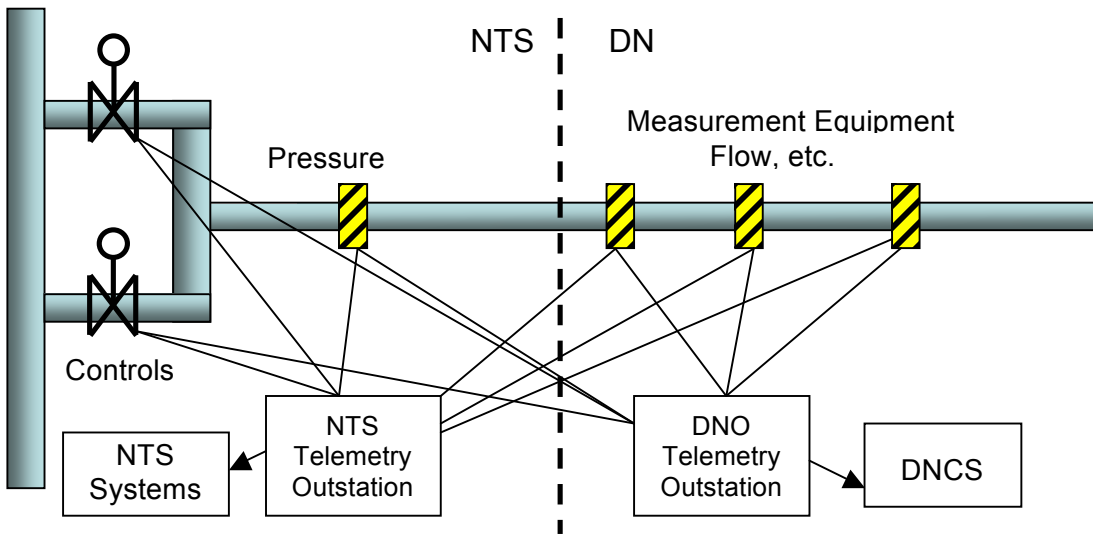 NTS
DN
Measurement Equipment
Flow, etc.
Pressure
Controls
NTS
Systems
NTS
Telemetry
Outstation
DNO
Telemetry
Outstation
DNCS